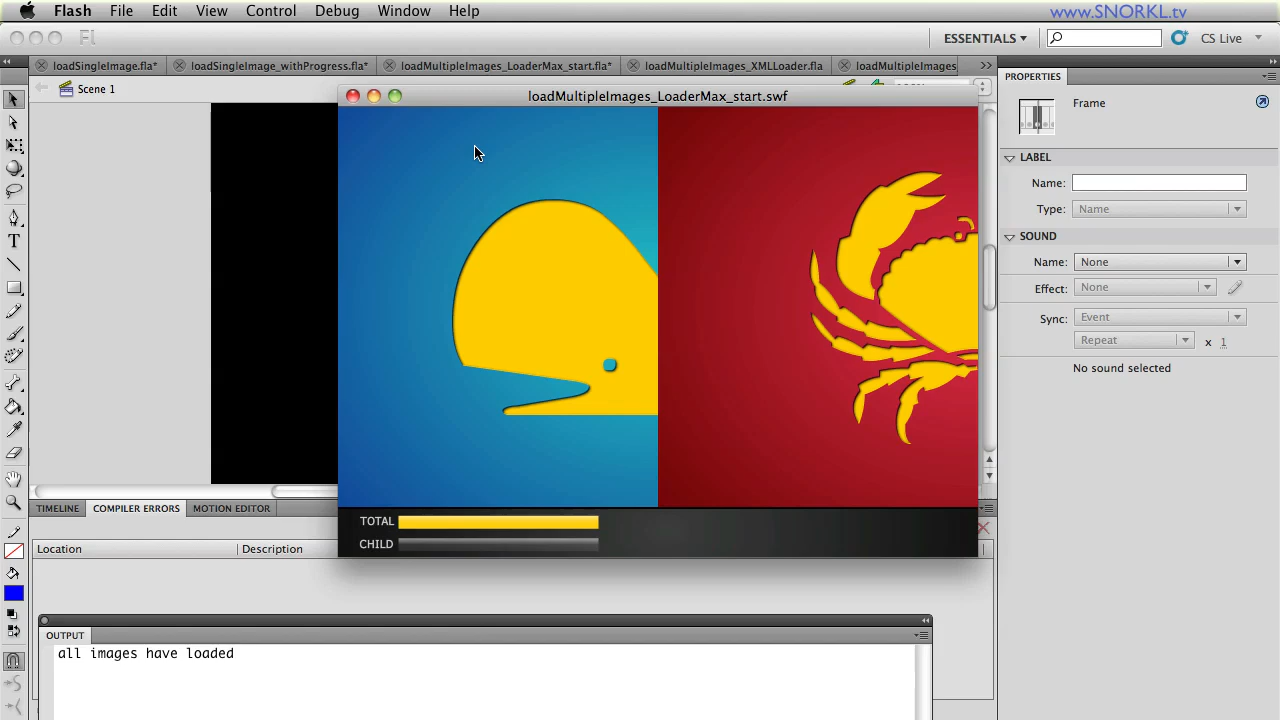 Flash File Edit View Control Debug Window Help www.SNORKL.tv
Fl ESSENTIALS CS Live
loadSingleImage.fla* loadSingleImage_withProgress.fla* loadMultipleImages_LoaderMax_start.fla* loadMultipleImages_XMLLoader.fla loadMultipleImages
PROPERTIES
Scene 1
loadMultipleImages_LoaderMax_start.swf
Frame
LABEL
Name:
Type: Name
SOUND
Name: None
Effect: None
Sync: Event
Repeat x 1
No sound selected
TIMELINE COMPILER ERRORS MOTION EDITOR
Location Description
TOTAL
CHILD
OUTPUT
all images have loaded